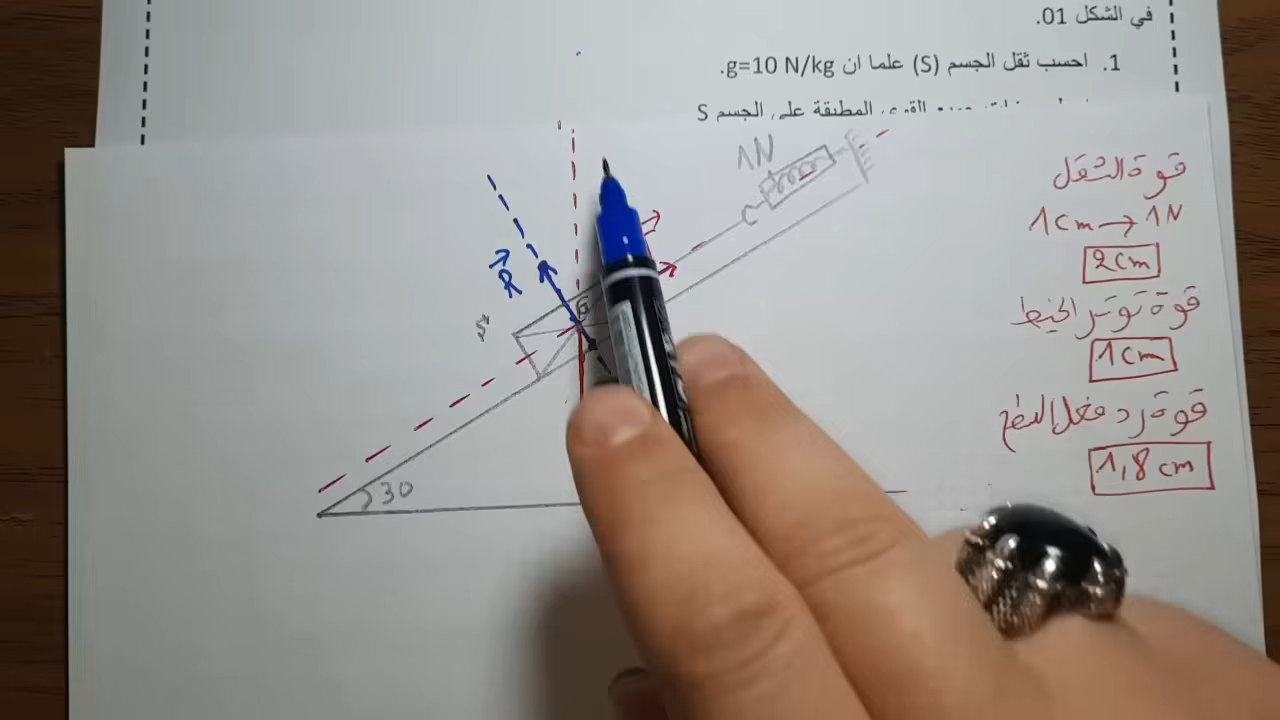 في الشكل 01.
1. احسب ثقل الجسم (S) علما ان g=10 N/kg.
المطبقة على الجسم S
1N
قوة الثقل
1cm → 1N
2cm
قوة توتر الخيط
1cm
قوة رد فعل السطح
1,8 cm
R
G
C
30